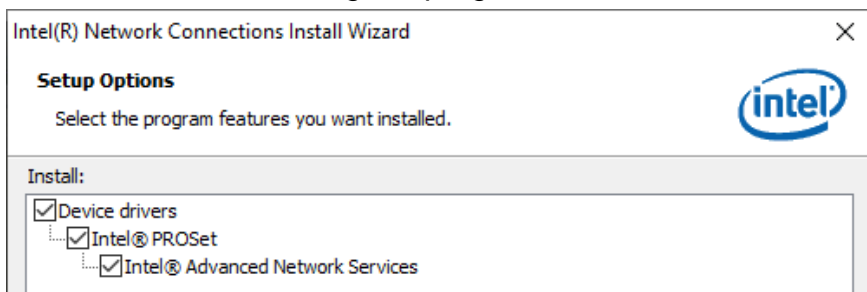 Intel(R) Network Connections Install Wizard
Setup Options
Select the program features you want installed.
intel
Install:
Device drivers
Intel® PROSet
Intel® Advanced Network Services